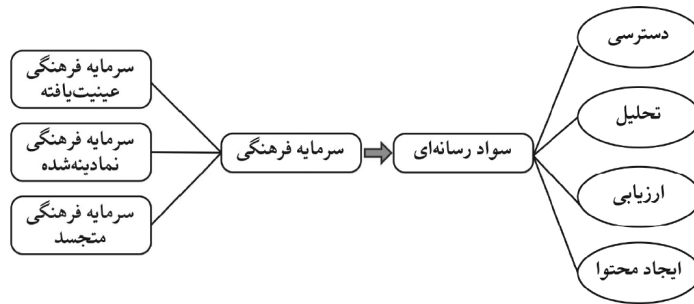 سرمایه فرهنگی
عینیت‌یافته
سرمایه فرهنگی
نمادینه‌شده
سرمایه فرهنگی
متجسد
سرمایه فرهنگی
سواد رسانه‌ای
دسترسی
تحلیل
ارزیابی
ایجاد محتوا